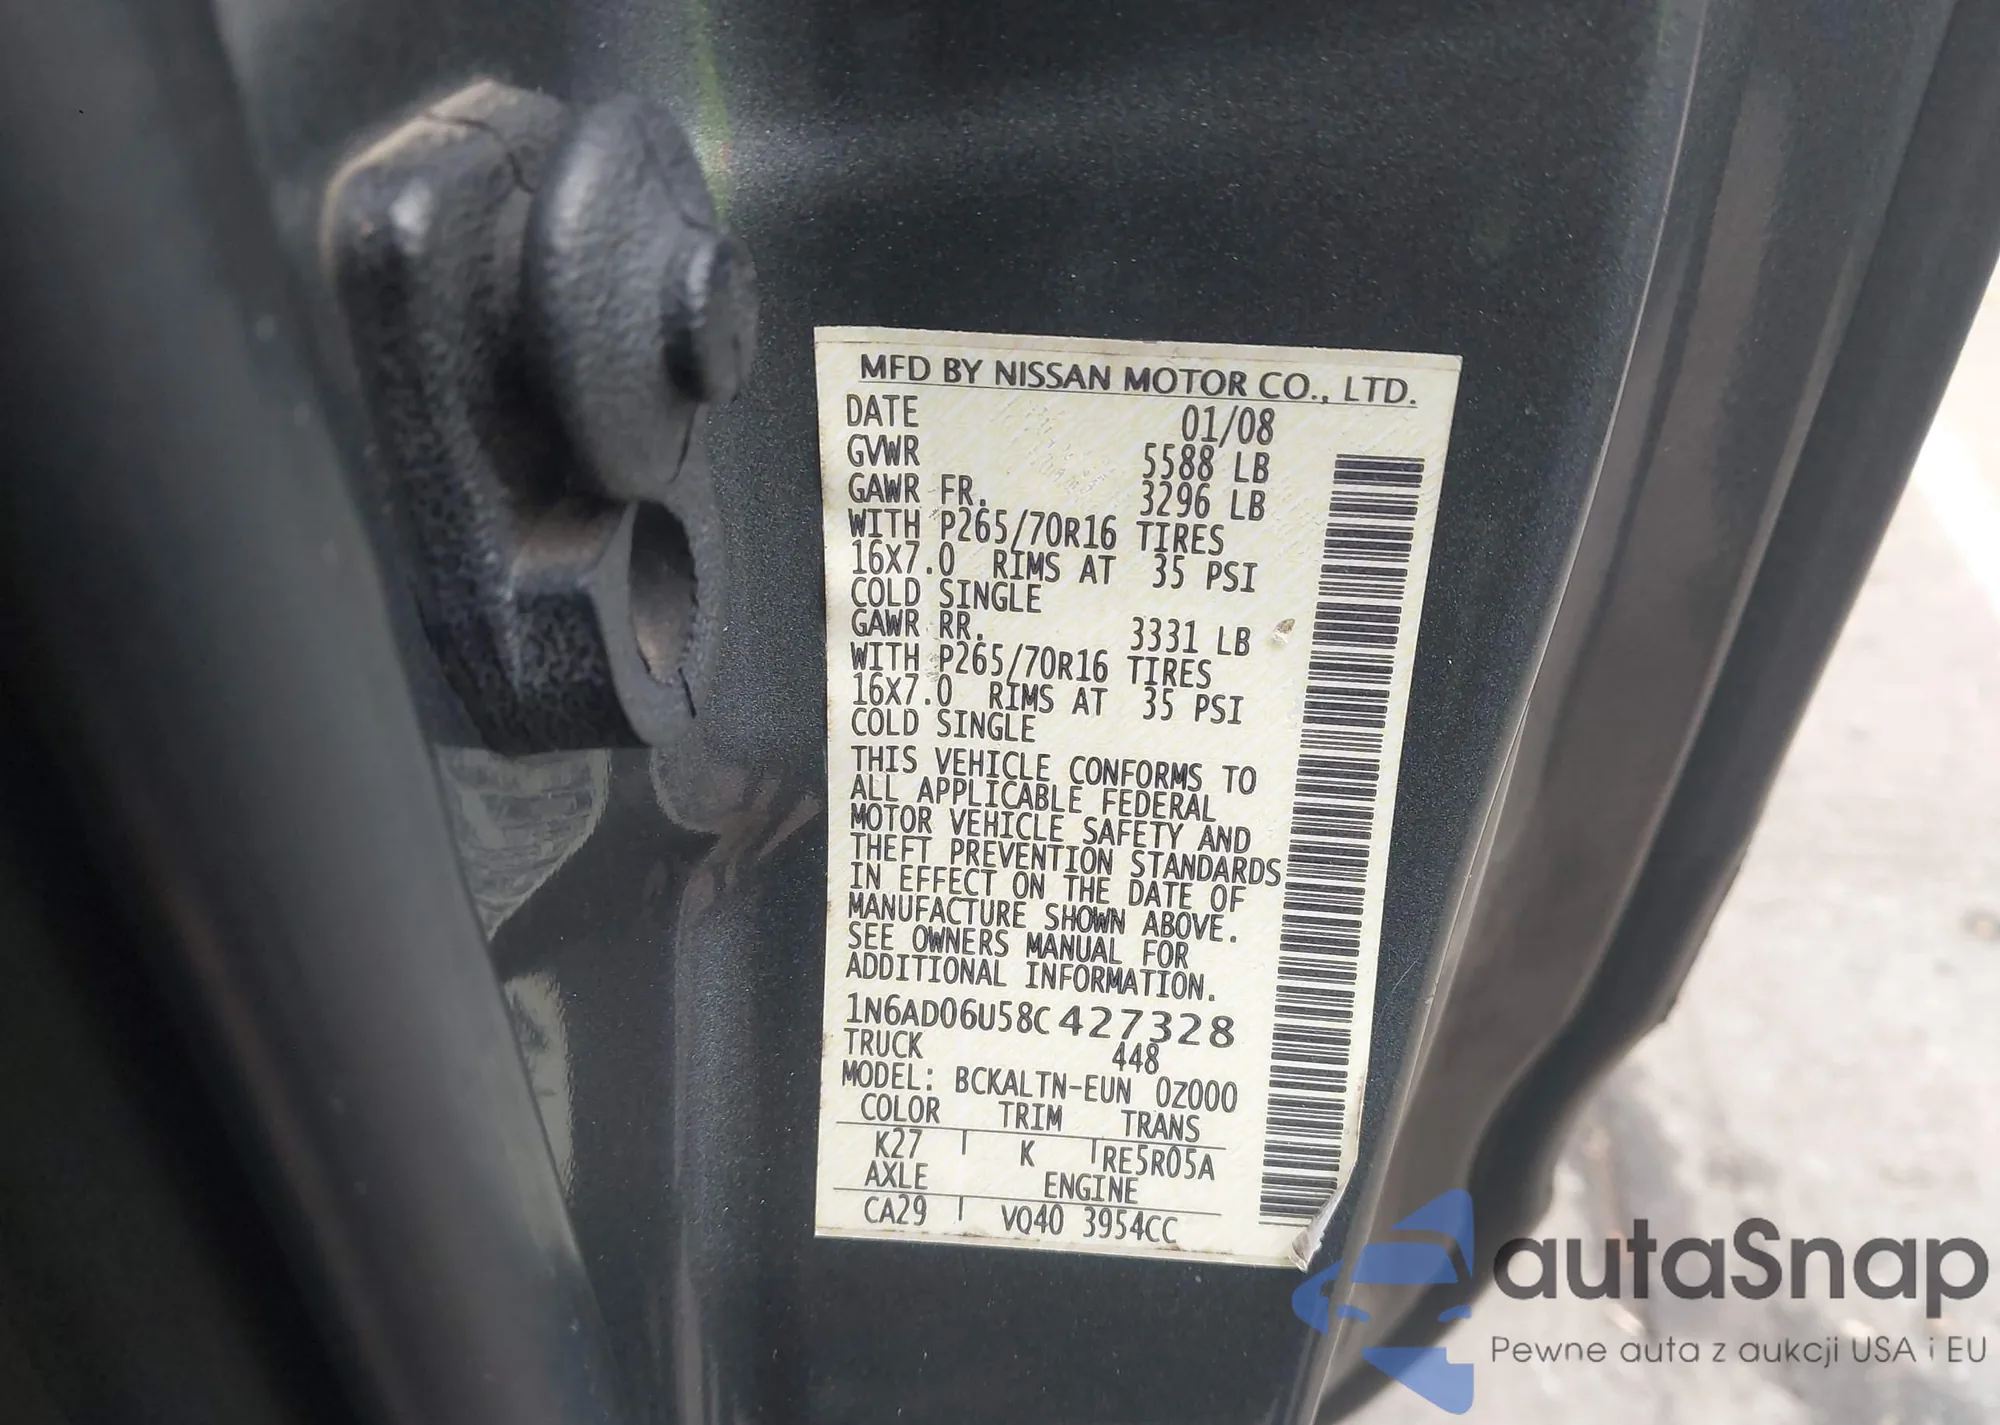 MFD BY NISSAN MOTOR CO., LTD.
DATE 01/08
GVWR 5588 LB
GAWR FR. 3296 LB
WITH P265/70R16 TIRES
16X7.0 RIMS AT 35 PSI
COLD SINGLE
GAWR RR. 3331 LB
WITH P265/70R16 TIRES
16X7.0 RIMS AT 35 PSI
COLD SINGLE
THIS VEHICLE CONFORMS TO
ALL APPLICABLE FEDERAL
MOTOR VEHICLE SAFETY AND
THEFT PREVENTION STANDARDS
IN EFFECT ON THE DATE OF
MANUFACTURE SHOWN ABOVE.
SEE OWNERS MANUAL FOR
ADDITIONAL INFORMATION.
1N6AD06U58C427328
TRUCK 448
MODEL: BCKALTN-EUN 0Z000
COLOR TRIM TRANS
K27 K RE5R05A
AXLE ENGINE
CA29 VQ40 3954CC
autaSnap
Pewne auta z aukcji USA i EU